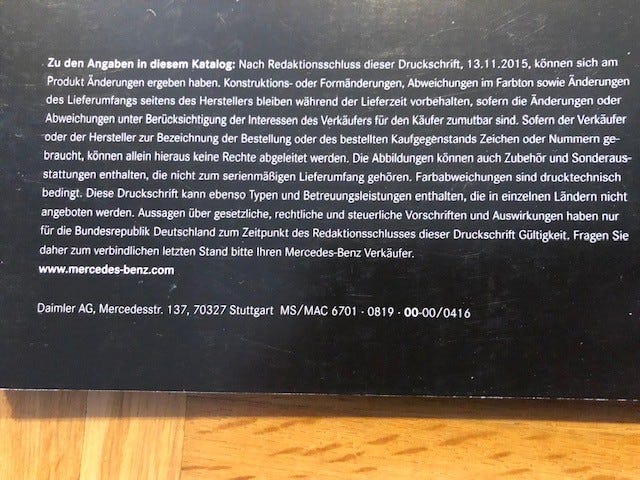 Zu den Angaben in diesem Katalog: Nach Redaktionsschluss dieser Druckschrift, 13.11.2015, können sich am
Produkt Änderungen ergeben haben. Konstruktions- oder Formänderungen, Abweichungen im Farbton sowie Änderungen
des Lieferumfangs seitens des Herstellers bleiben während der Lieferzeit vorbehalten, sofern die Änderungen oder
Abweichungen unter Berücksichtigung der Interessen des Verkäufers für den Käufer zumutbar sind. Sofern der Verkäufer
oder der Hersteller zur Bezeichnung der Bestellung oder des bestellten Kaufgegenstands Zeichen oder Nummern ge-
braucht, können allein hieraus keine Rechte abgeleitet werden. Die Abbildungen können auch Zubehör und Sonderaus-
stattungen enthalten, die nicht zum serienmäßigen Lieferumfang gehören. Farbabweichungen sind drucktechnisch
bedingt. Diese Druckschrift kann ebenso Typen und Betreuungsleistungen enthalten, die in einzelnen Ländern nicht
angeboten werden. Aussagen über gesetzliche, rechtliche und steuerliche Vorschriften und Auswirkungen haben nur
für die Bundesrepublik Deutschland zum Zeitpunkt des Redaktionsschlusses dieser Druckschrift Gültigkeit. Fragen Sie
daher zum verbindlichen letzten Stand bitte Ihren Mercedes-Benz Verkäufer.
www.mercedes-benz.com
Daimler AG, Mercedesstr. 137, 70327 Stuttgart MS/MAC 6701 · 0819 · 00-00/0416